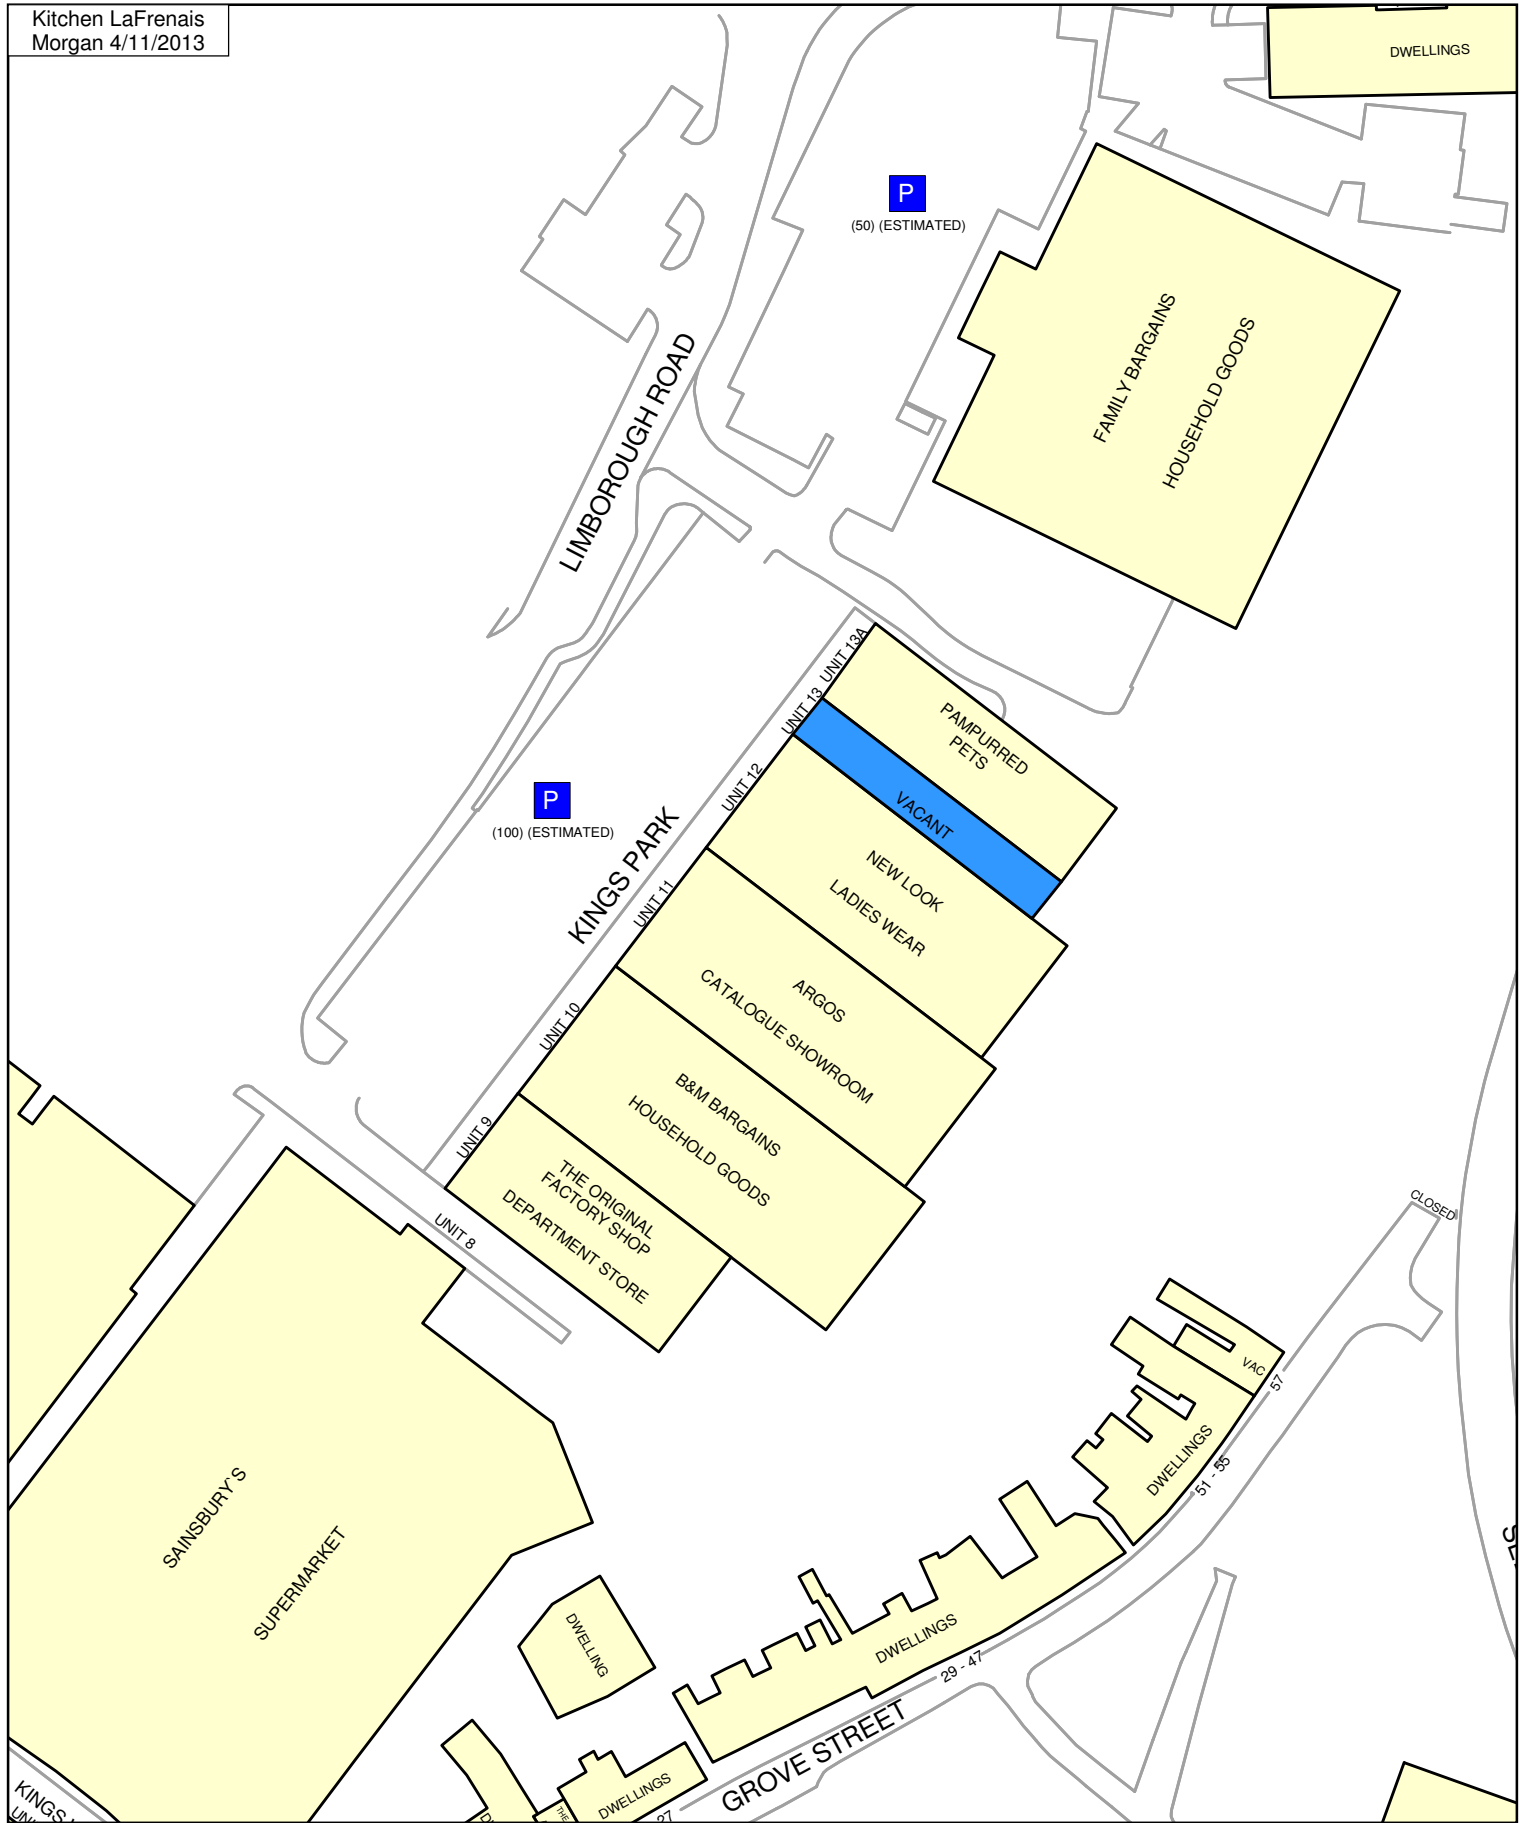 Kitchen LaFrenais
Morgan 4/11/2013
DWELLINGS
P
(50) (ESTIMATED)
FAMILY BARGAINS
HOUSEHOLD GOODS
LIMBOROUGH ROAD
UNIT 13A
PAMPURRED
PETS
UNIT 13
VACANT
P
(100) (ESTIMATED)
KINGS PARK
UNIT 12
NEW LOOK
LADIES WEAR
UNIT 11
ARGOS
CATALOGUE SHOWROOM
UNIT 10
B&M BARGAINS
HOUSEHOLD GOODS
UNIT 9
THE ORIGINAL
FACTORY SHOP
DEPARTMENT STORE
UNIT 8
CLOSED
VAC
57
DWELLINGS
51 - 55
SAINSBURY`S
SUPERMARKET
DWELLING
DWELLINGS
29 - 47
GROVE STREET
DWELLINGS
27
THE
KINGS